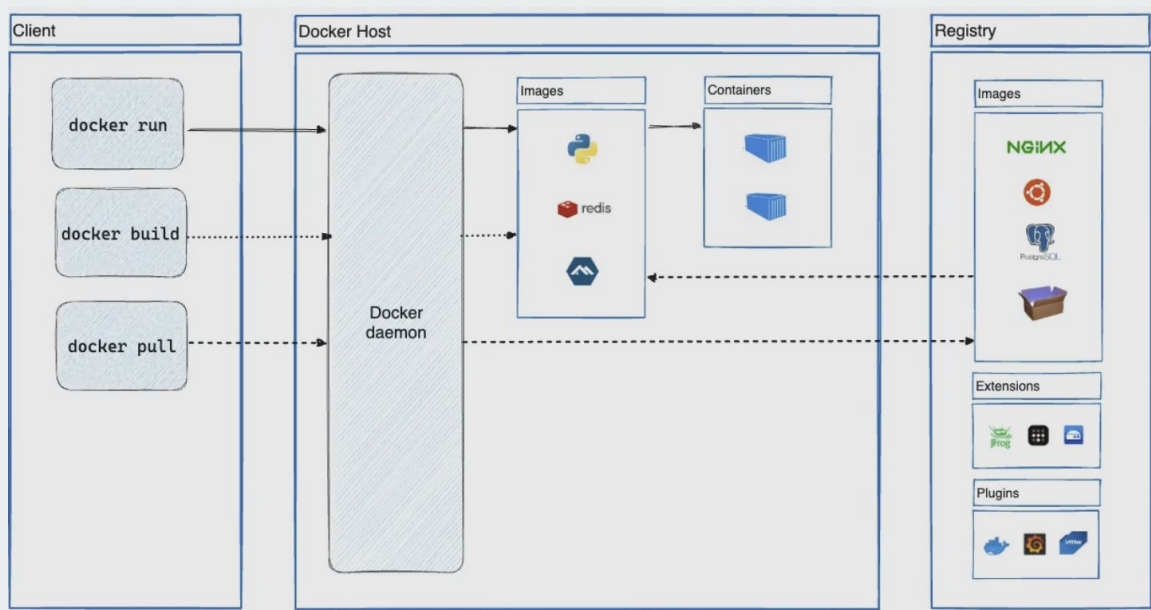 Client
docker run
docker build
docker pull
Docker Host
Docker
daemon
Images
redis
Containers
Registry
Images
NGINX
PostgreSQL
Extensions
jFrog
Plugins
vmw